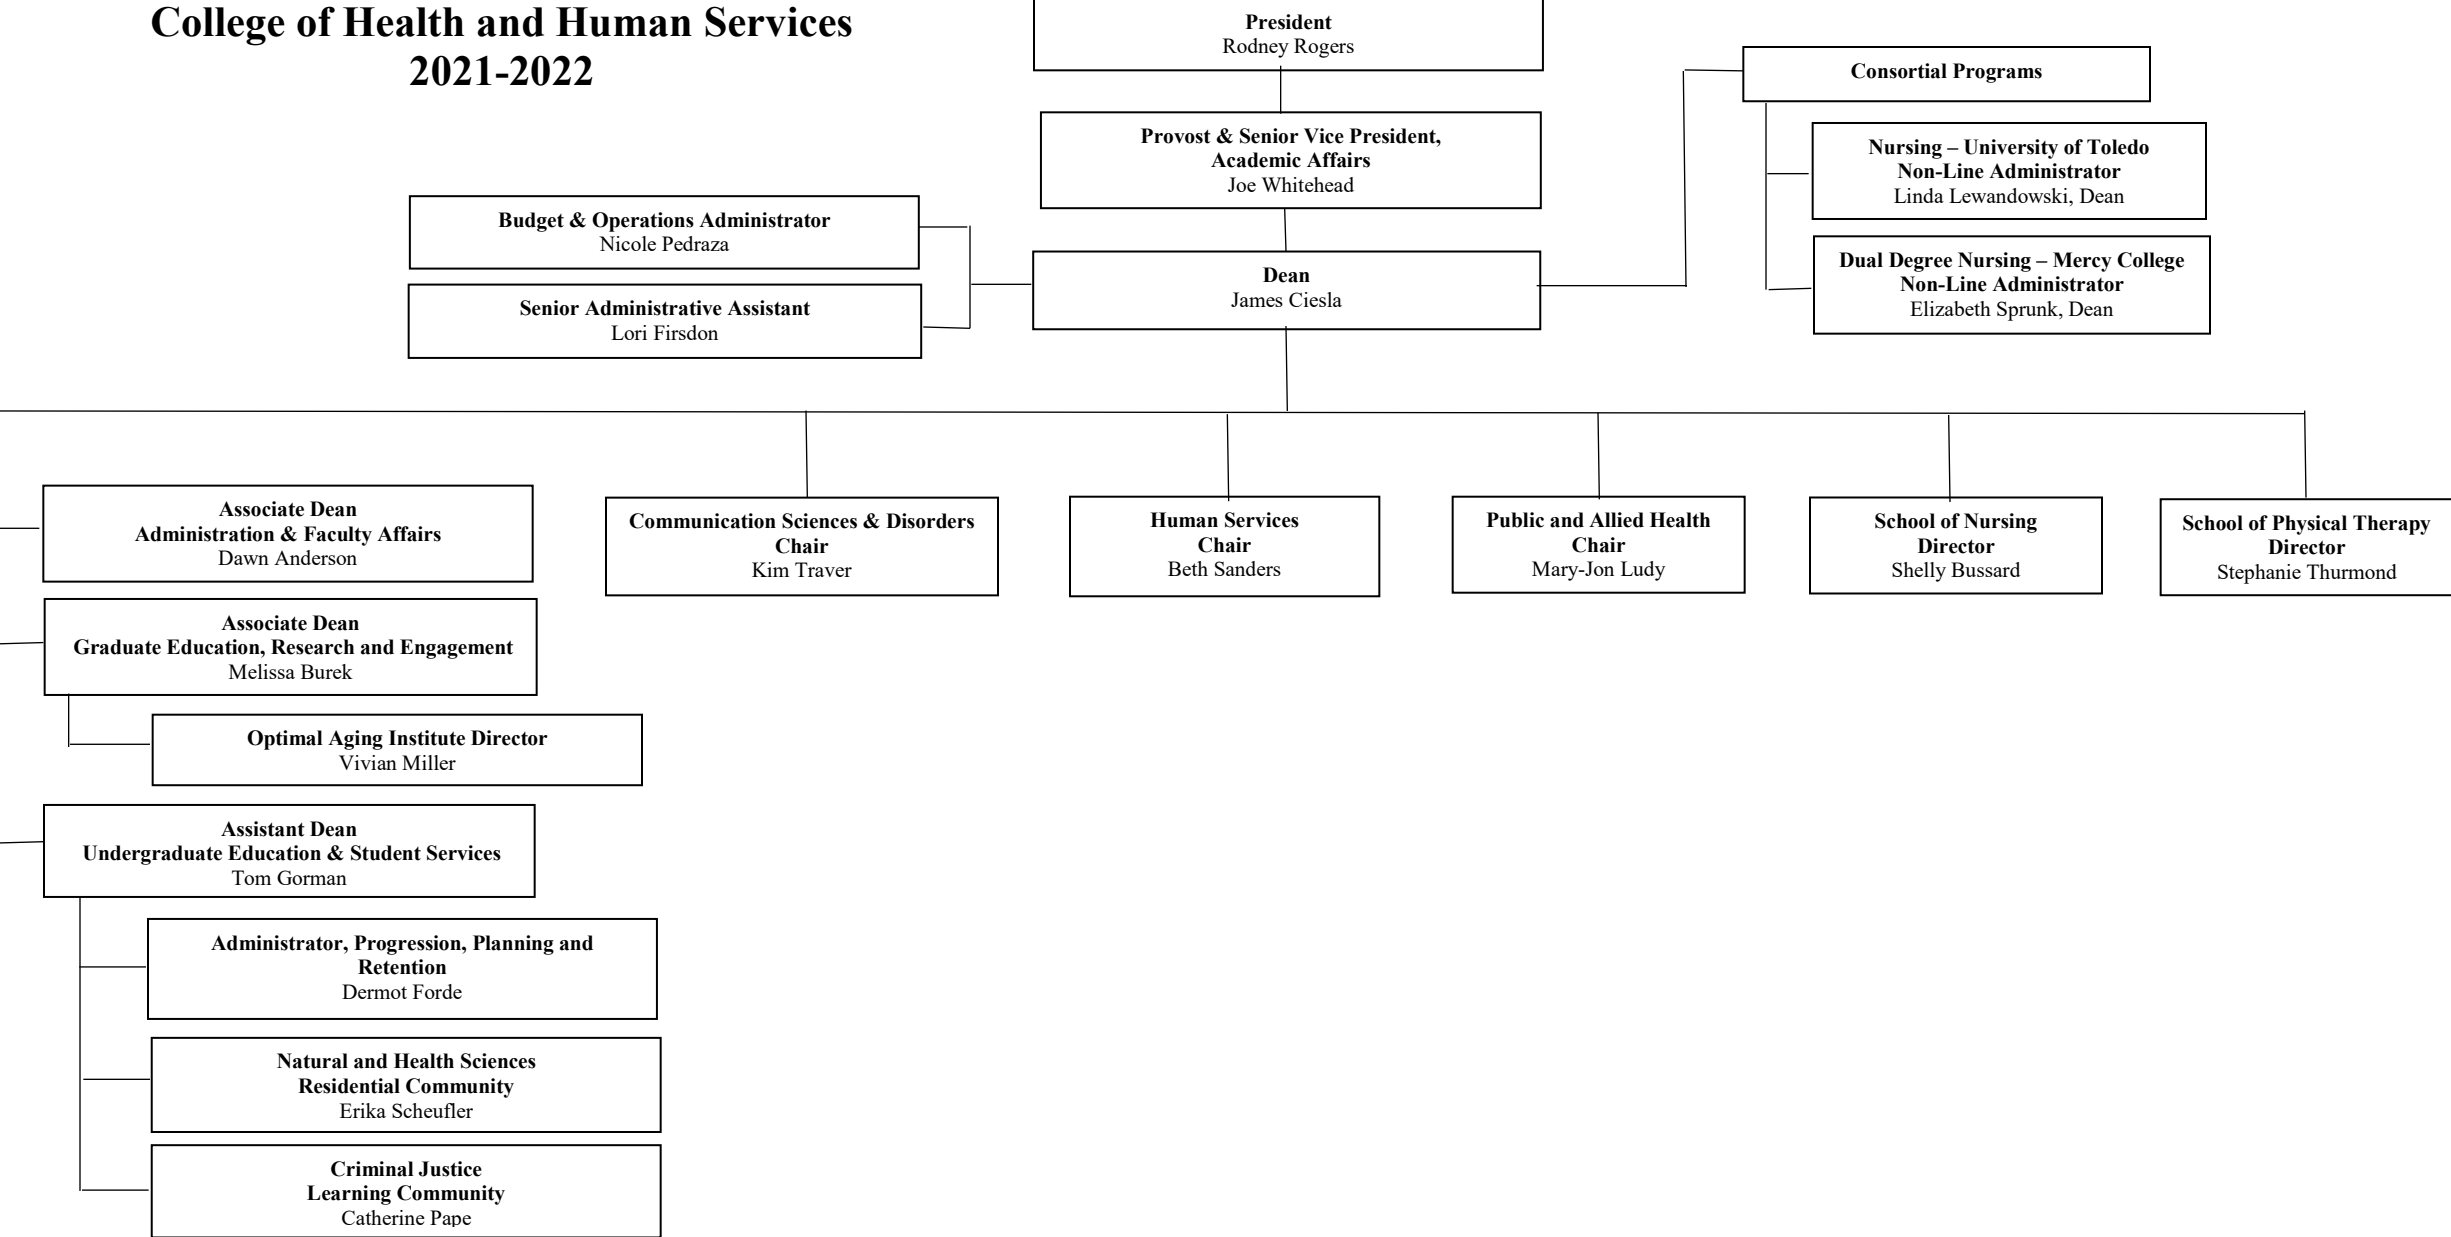 College of Health and Human Services
2021-2022
President
Rodney Rogers
Consortial Programs
Provost & Senior Vice President,
Academic Affairs
Joe Whitehead
Nursing – University of Toledo
Non-Line Administrator
Linda Lewandowski, Dean
Budget & Operations Administrator
Nicole Pedraza
Senior Administrative Assistant
Lori Firsdon
Dean
James Ciesla
Dual Degree Nursing – Mercy College
Non-Line Administrator
Elizabeth Sprunk, Dean
Associate Dean
Administration & Faculty Affairs
Dawn Anderson
Communication Sciences & Disorders
Chair
Kim Traver
Human Services
Chair
Beth Sanders
Public and Allied Health
Chair
Mary-Jon Ludy
School of Nursing
Director
Shelly Bussard
School of Physical Therapy
Director
Stephanie Thurmond
Associate Dean
Graduate Education, Research and Engagement
Melissa Burek
Optimal Aging Institute Director
Vivian Miller
Assistant Dean
Undergraduate Education & Student Services
Tom Gorman
Administrator, Progression, Planning and
Retention
Dermot Forde
Natural and Health Sciences
Residential Community
Erika Scheufler
Criminal Justice
Learning Community
Catherine Pape